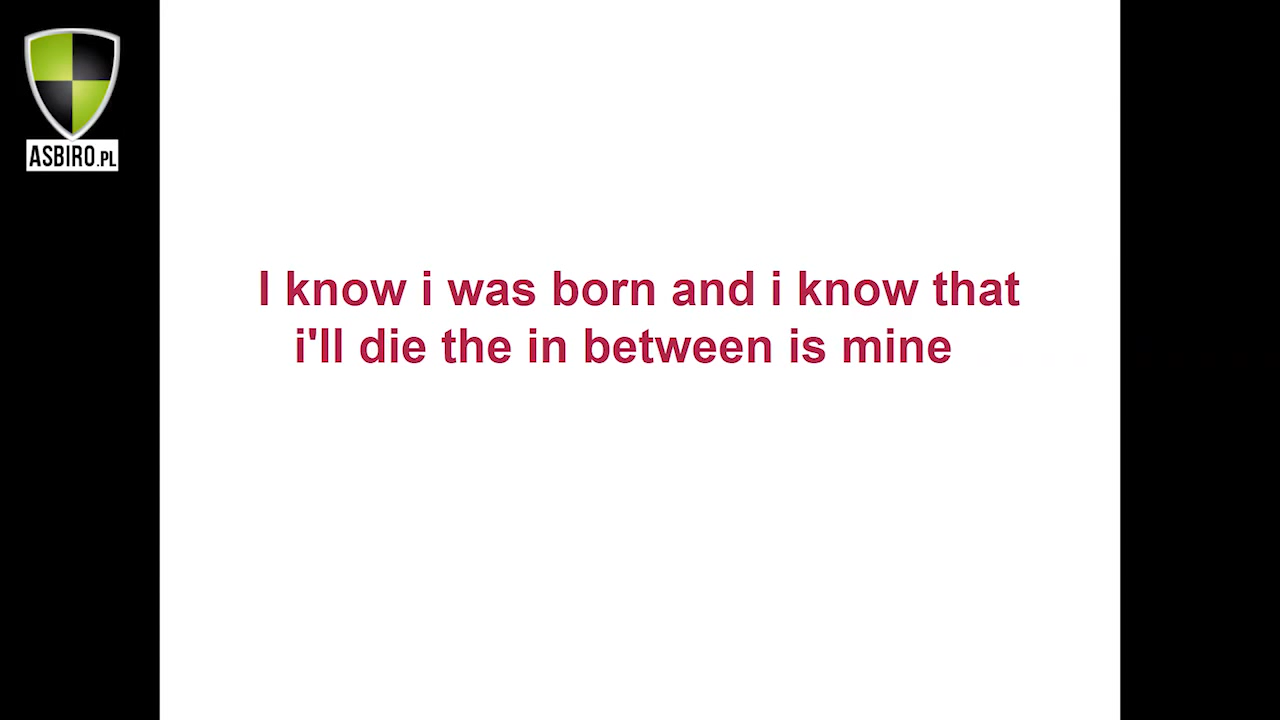 ASBIRO.PL
I know i was born and i know that
i'll die the in between is mine